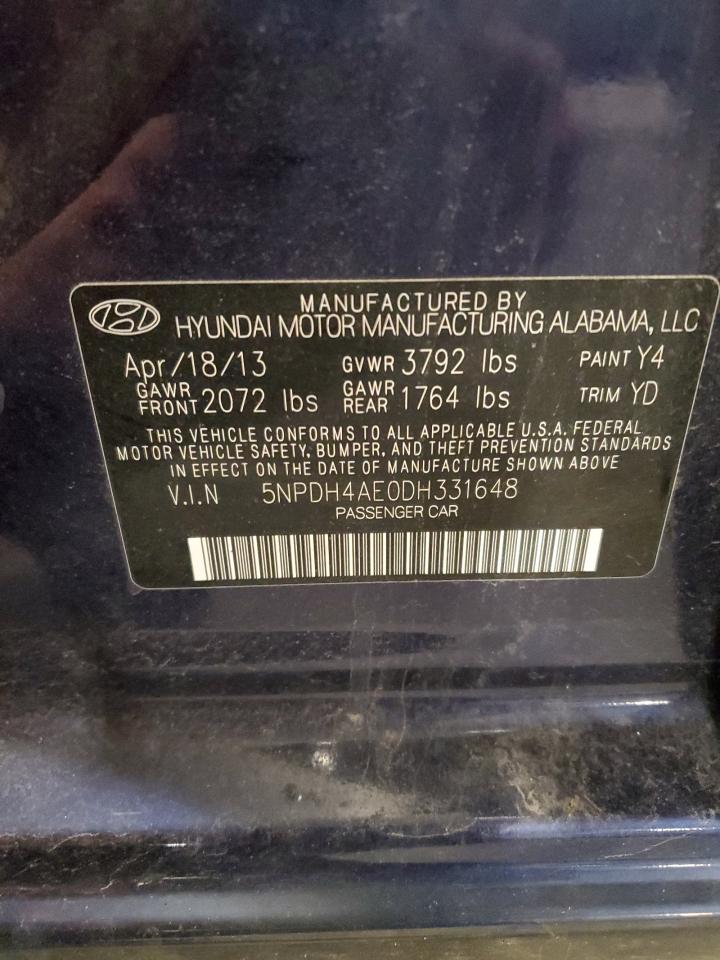 MANUFACTURED BY
HYUNDAI MOTOR MANUFACTURING ALABAMA, LLC
Apr/18/13 GVWR 3792 lbs PAINT Y4
GAWR FRONT 2072 lbs GAWR REAR 1764 lbs TRIM YD
THIS VEHICLE CONFORMS TO ALL APPLICABLE U.S.A. FEDERAL
MOTOR VEHICLE SAFETY, BUMPER, AND THEFT PREVENTION STANDARDS
IN EFFECT ON THE DATE OF MANUFACTURE SHOWN ABOVE
V.I.N 5NPDH4AE0DH331648
PASSENGER CAR